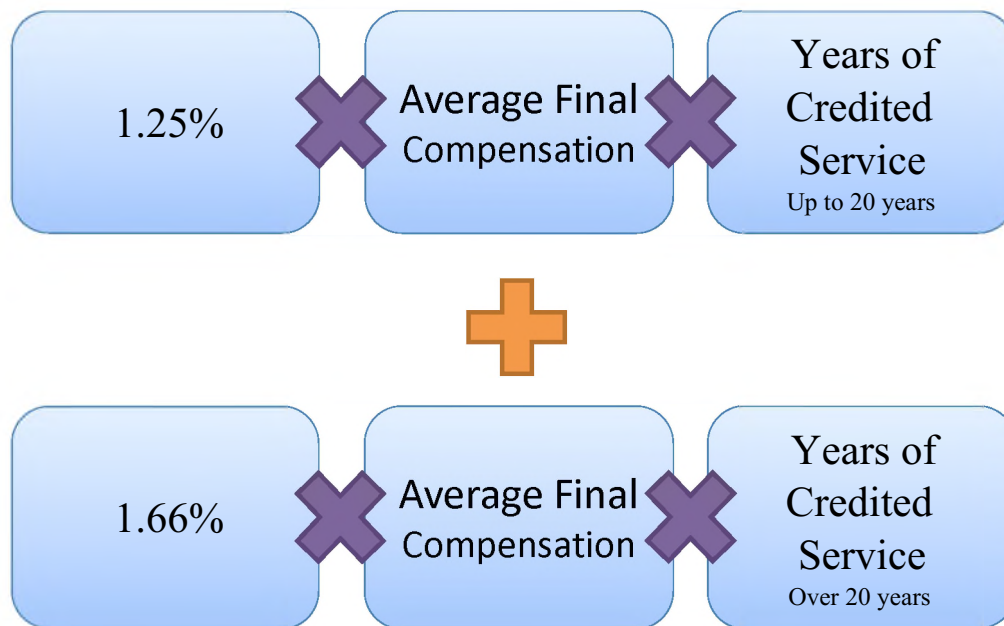 1.25%
Average Final
Compensation
Years of
Credited
Service
Up to 20 years
1.66%
Average Final
Compensation
Years of
Credited
Service
Over 20 years